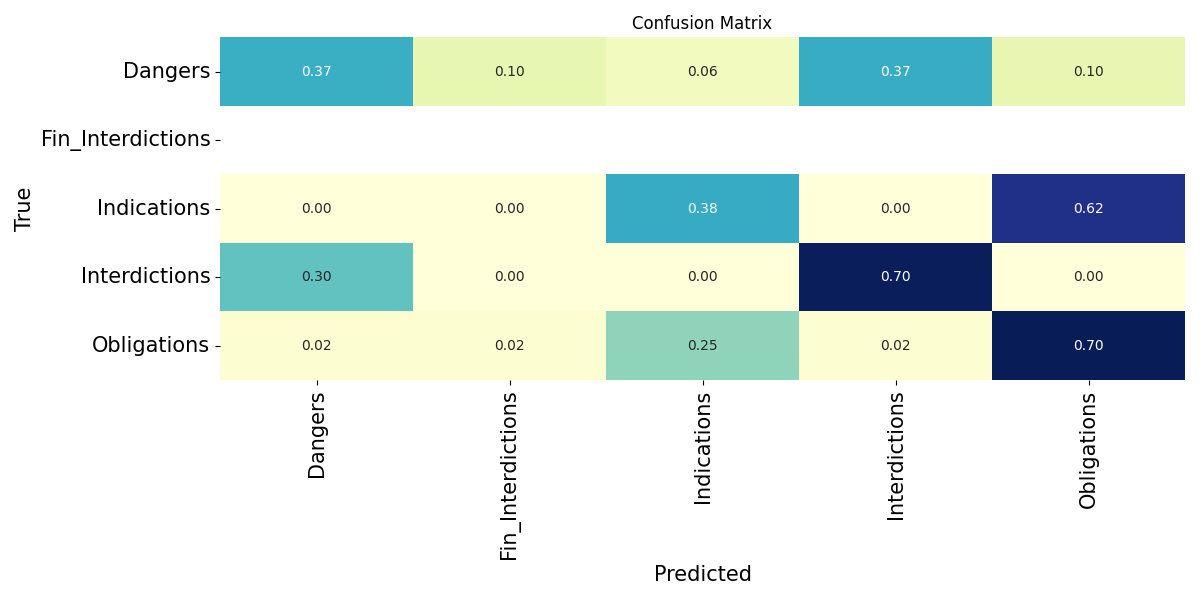 Confusion Matrix
Dangers 0.37 0.10 0.06 0.37 0.10
Fin_Interdictions
Indications 0.00 0.00 0.38 0.00 0.62
Interdictions 0.30 0.00 0.00 0.70 0.00
Obligations 0.02 0.02 0.25 0.02 0.70
True
Dangers Fin_Interdictions Indications Interdictions Obligations
Predicted